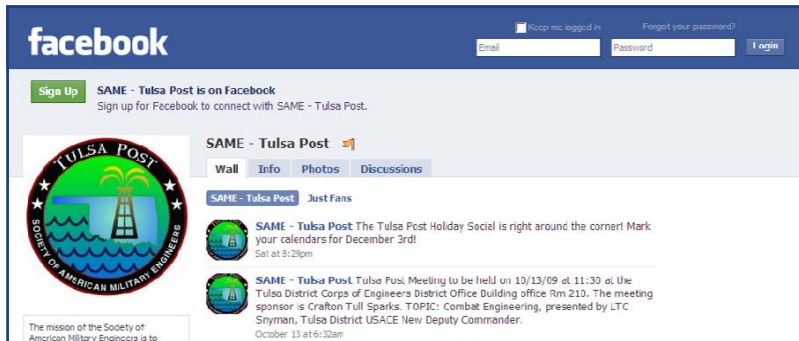 facebook
Keep me logged in
Forgot your password?
Email
Password
Login
Sign Up
SAME - Tulsa Post is on Facebook
Sign up for Facebook to connect with SAME - Tulsa Post.
TULSA POST
SOCIETY OF AMERICAN MILITARY ENGINEERS
SAME - Tulsa Post
Wall Info Photos Discussions
SAME - Tulsa Post Just Fans
SAME - Tulsa Post The Tulsa Post Holiday Social is right around the corner! Mark
your calendars for December 3rd!
Sat at 8:29pm
SAME - Tulsa Post Tulsa Post Meeting to be held on 10/13/09 at 11:30 at the
Tulsa District Corps of Engineers District Office Building office Rm 210. The meeting
sponsor is Crafton Tull Sparks. TOPIC: Combat Engineering, presented by LTC
Snyman, Tulsa District USACE New Deputy Commander.
October 13 at 6:32am
The mission of the Society of
American Military Engineers is to